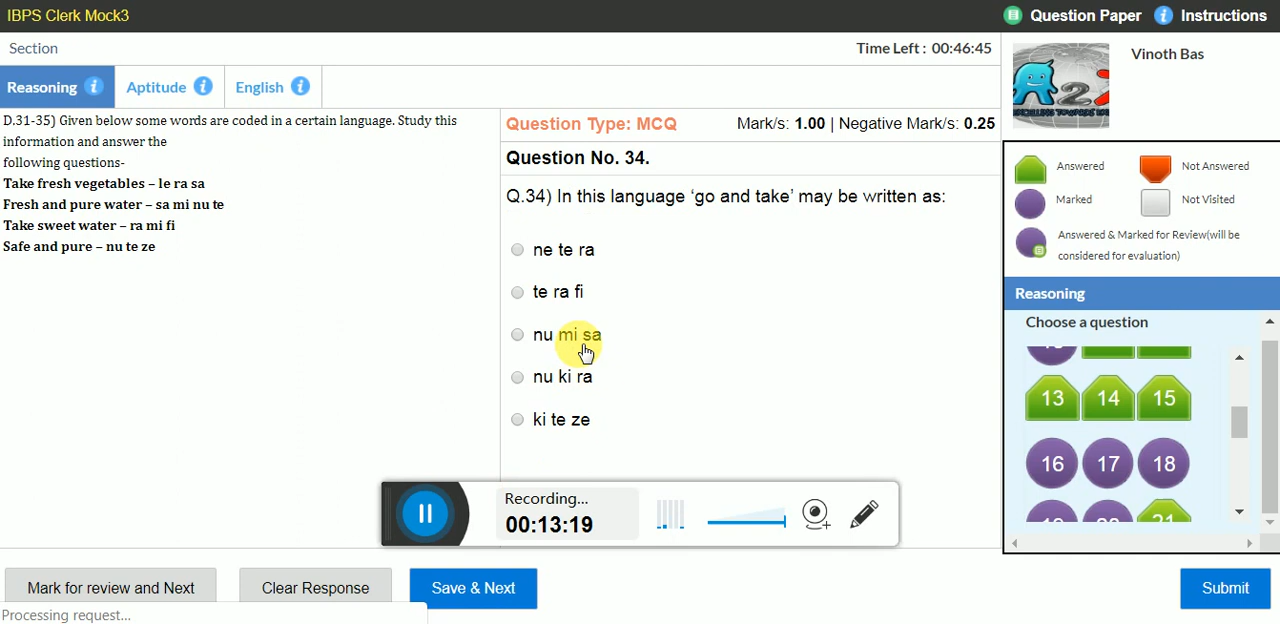 IBPS Clerk Mock3
Question Paper
Instructions
Section
Time Left : 00:46:45
Vinoth Bas
Reasoning
Aptitude
English
D.31-35) Given below some words are coded in a certain language. Study this
information and answer the
following questions-
Take fresh vegetables – le ra sa
Fresh and pure water – sa mi nu te
Take sweet water – ra mi fi
Safe and pure – nu te ze
Question Type: MCQ
Mark/s: 1.00 | Negative Mark/s: 0.25
Question No. 34.
Q.34) In this language ‘go and take’ may be written as:
ne te ra
te ra fi
nu mi sa
nu ki ra
ki te ze
Answered
Not Answered
Marked
Not Visited
Answered & Marked for Review(will be
considered for evaluation)
Reasoning
Choose a question
13 14 15
16 17 18
19 20 21
Recording...
00:13:19
Mark for review and Next
Clear Response
Save & Next
Submit
Processing request...